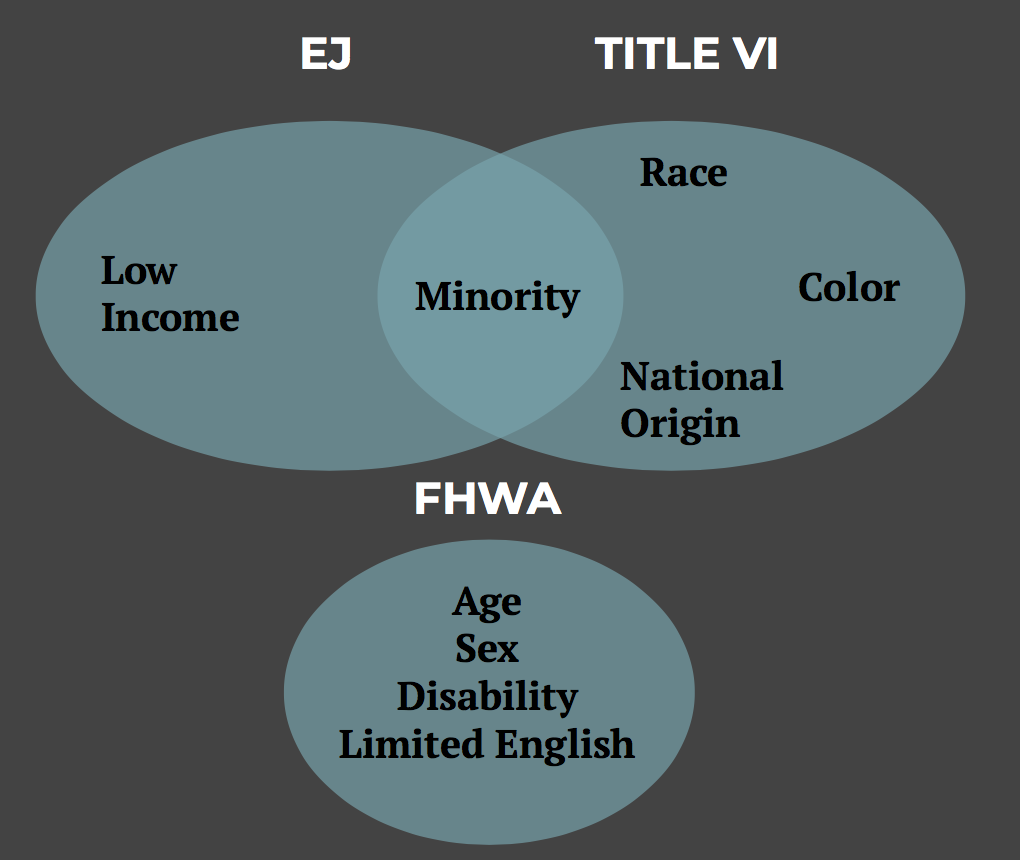 EJ
TITLE VI
Race
Low
Income
Minority
Color
National
Origin
FHWA
Age
Sex
Disability
Limited English